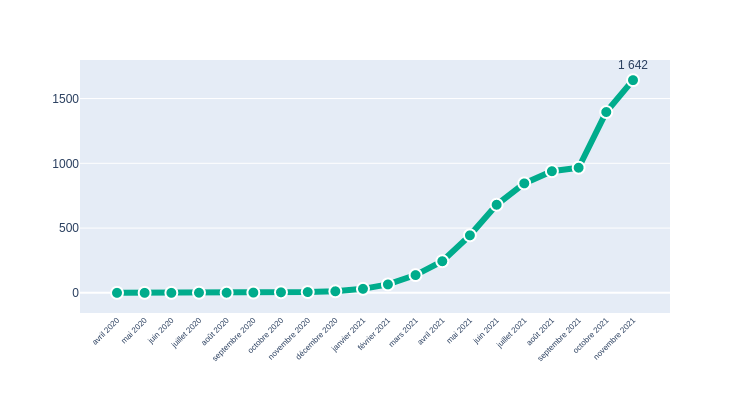 1 642
1500
1000
500
0
avril 2020
mai 2020
juin 2020
juillet 2020
août 2020
septembre 2020
octobre 2020
novembre 2020
décembre 2020
janvier 2021
février 2021
mars 2021
avril 2021
mai 2021
juin 2021
juillet 2021
août 2021
septembre 2021
octobre 2021
novembre 2021